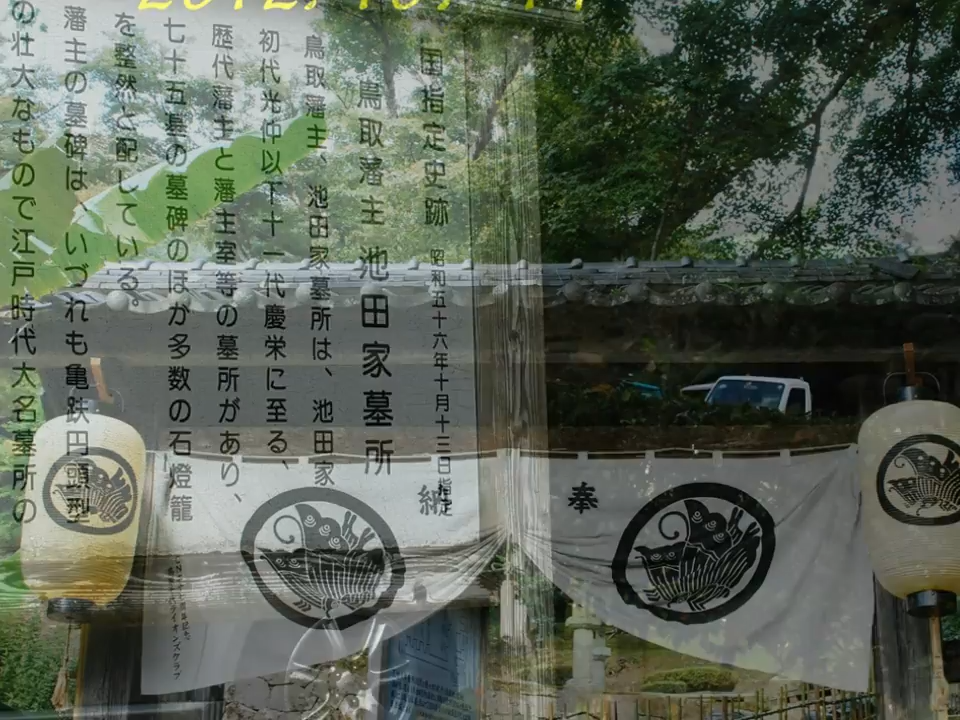 国指定史跡 昭和五十六年十月十三日指定
鳥取藩主 池田家墓所
鳥取藩主、池田家墓所は、池田家
初代光仲以下十一代慶栄に至る、
歴代藩主と藩主室等の墓所があり、
七十五基の墓碑のほか多数の石燈籠
を整然と配している。
藩主の墓碑は、いづれも亀趺円頭型
の壮大なもので江戸時代大名墓所の
奉納